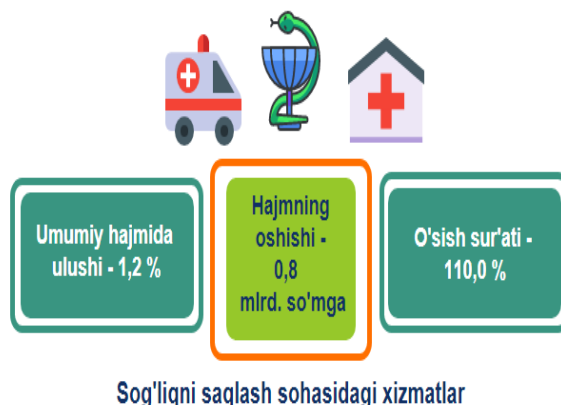 Umumiy hajmida
ulushi - 1,2 %
Hajmning
oshishi -
0,8
mlrd. so'mga
O'sish sur'ati -
110,0 %
Sog'liqni saqlash sohasidagi xizmatlar